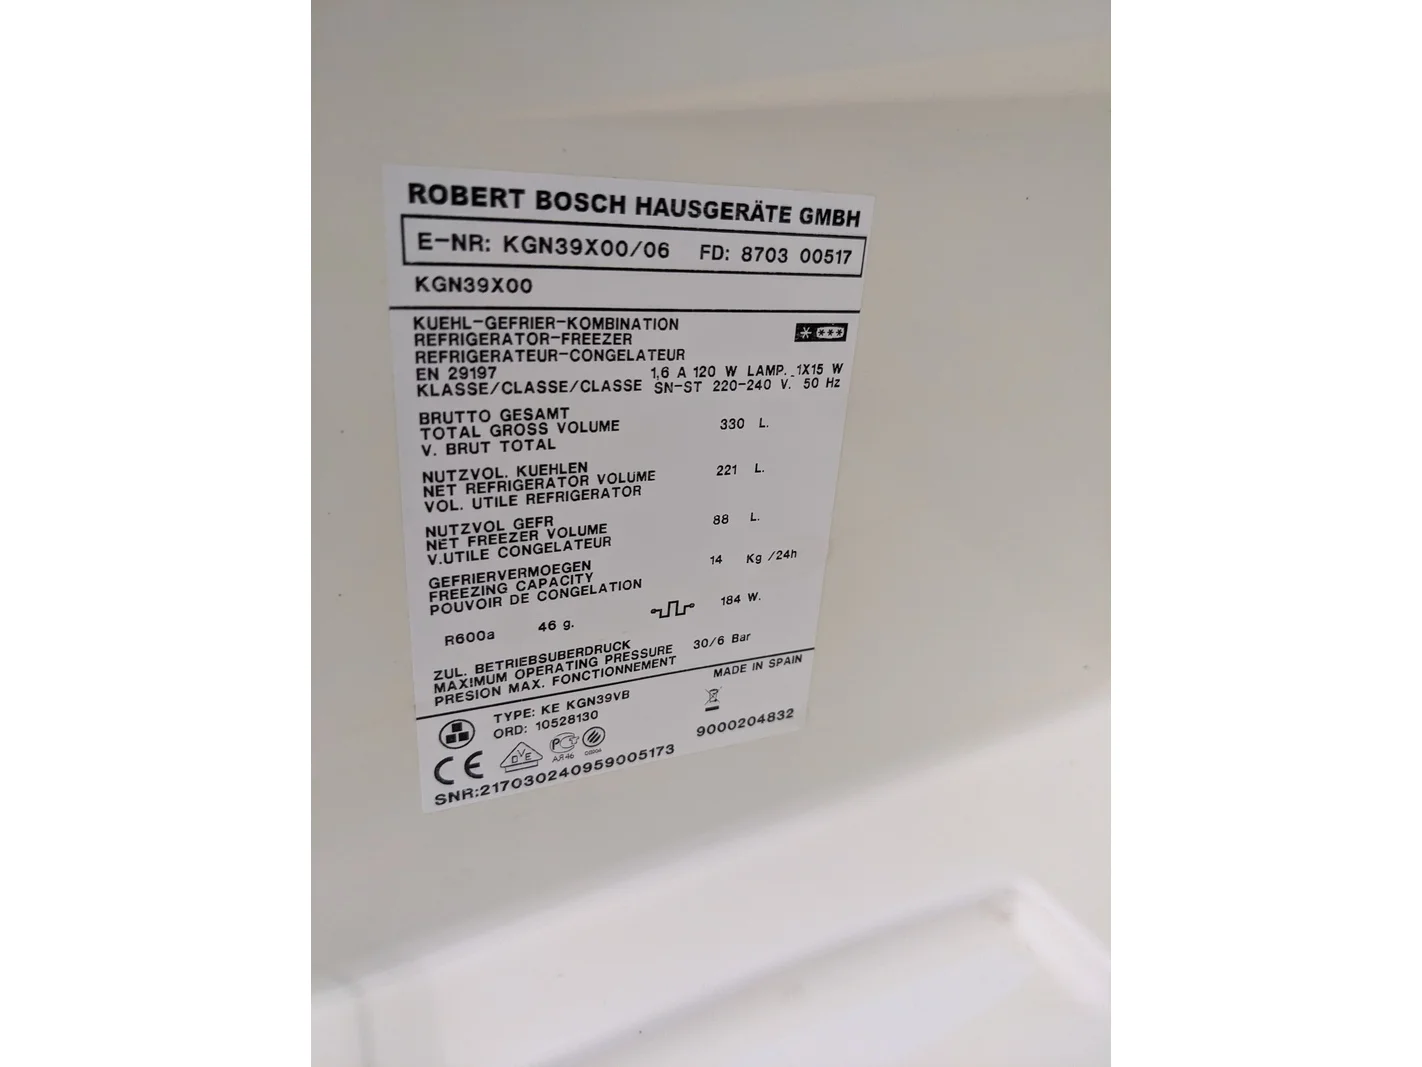 ROBERT BOSCH HAUSGERÄTE GMBH
E-NR: KGN39X00/06 FD: 8703 00517
KGN39X00
KUEHL-GEFRIER-KOMBINATION
REFRIGERATOR-FREEZER
REFRIGERATEUR-CONGELATEUR
EN 29197 1,6 A 120 W LAMP. 1X15 W
KLASSE/CLASSE/CLASSE SN-ST 220-240 V. 50 Hz
BRUTTO GESAMT
TOTAL GROSS VOLUME 330 L.
V. BRUT TOTAL
NUTZVOL. KUEHLEN
NET REFRIGERATOR VOLUME 221 L.
VOL. UTILE REFRIGERATOR
NUTZVOL GEFR
NET FREEZER VOLUME 88 L.
V.UTILE CONGELATEUR
GEFRIERVERMOEGEN
FREEZING CAPACITY 14 Kg /24h
POUVOIR DE CONGELATION
R600a 46 g. 184 W.
ZUL. BETRIEBSUBERDRUCK
MAXIMUM OPERATING PRESSURE 30/6 Bar
PRESION MAX. FONCTIONNEMENT
MADE IN SPAIN
TYPE: KE KGN39VB
ORD: 10528130
CE DVE АЯ46
9000204832
SNR:217030240959005173